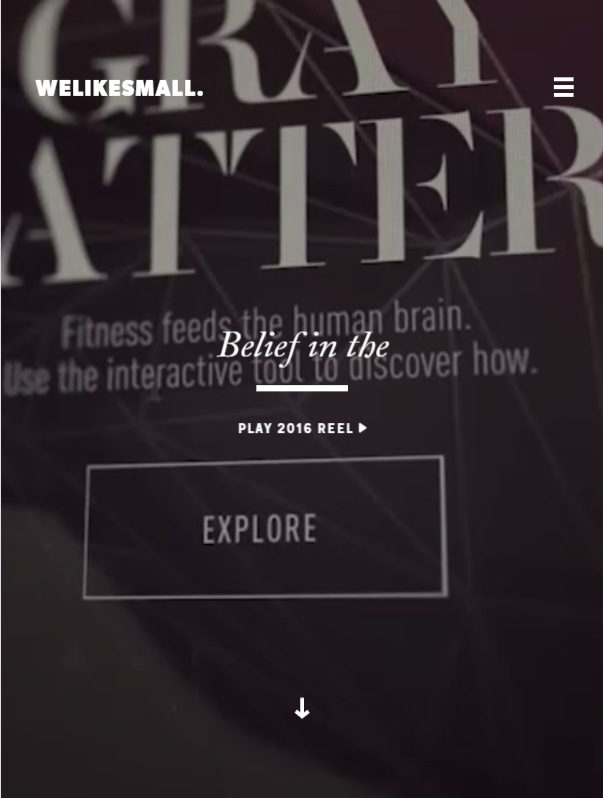 GRAY
WELIKESMALL.
ATTER
Fitness feeds the human brain.
Use the interactive tool to discover how.
Belief in the
PLAY 2016 REEL
EXPLORE